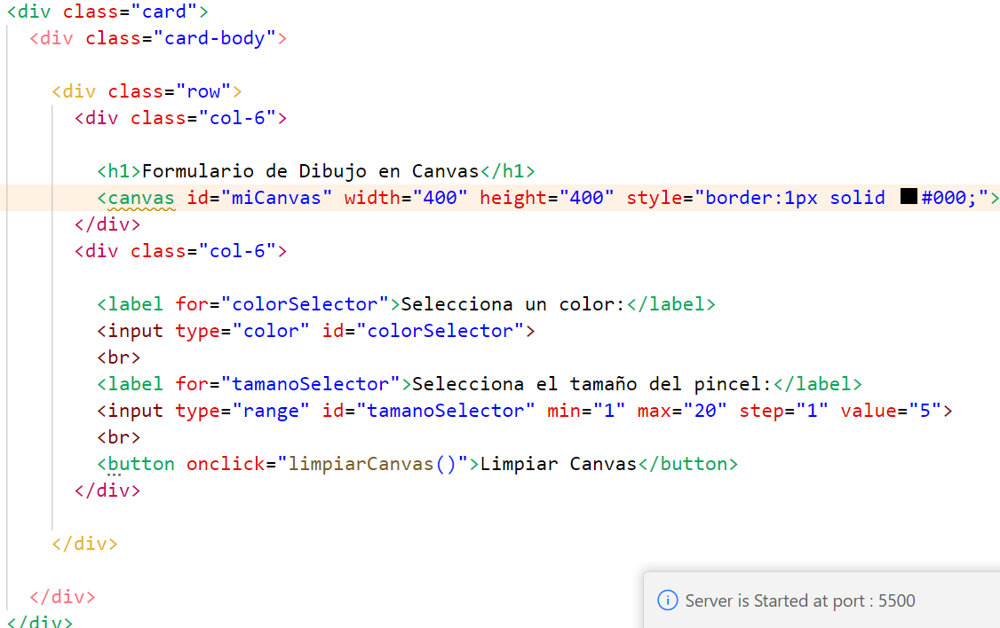 <div class="card">
<div class="card-body">
<div class="row">
<div class="col-6">
<h1>Formulario de Dibujo en Canvas</h1>
<canvas id="miCanvas" width="400" height="400" style="border:1px solid #000;">
</div>
<div class="col-6">
<label for="colorSelector">Selecciona un color:</label>
<input type="color" id="colorSelector">
<br>
<label for="tamanoSelector">Selecciona el tamaño del pincel:</label>
<input type="range" id="tamanoSelector" min="1" max="20" step="1" value="5">
<br>
<button onclick="limpiarCanvas()">Limpiar Canvas</button>
</div>
</div>
</div>
</div>
Server is Started at port : 5500